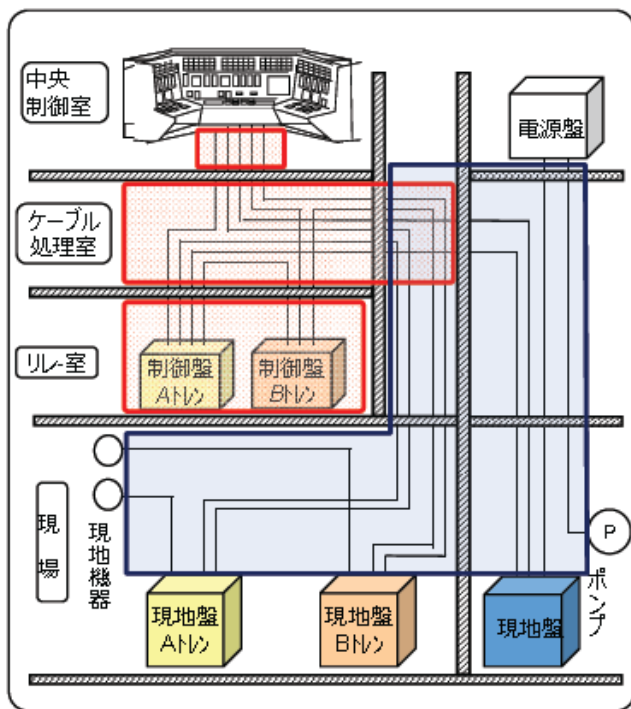 中央
制御室
電源盤
ケーブル
処理室
リレー室
制御盤
Aトレン
制御盤
Bトレン
現場
現地機器
P
ポンプ
現地盤
Aトレン
現地盤
Bトレン
現地盤